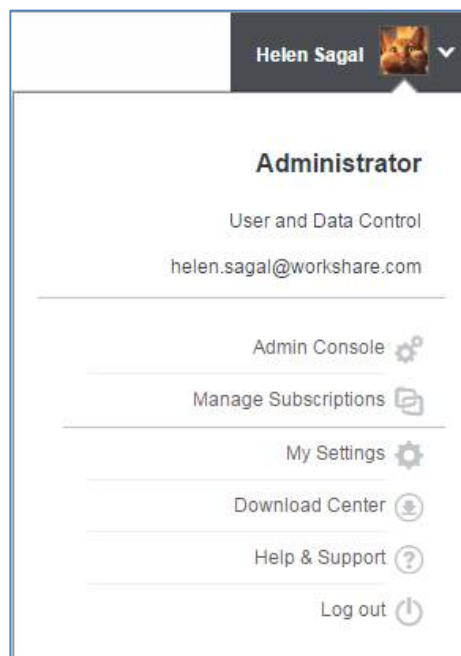 Helen Sagal
Administrator
User and Data Control
helen.sagal@workshare.com
Admin Console
Manage Subscriptions
My Settings
Download Center
Help & Support
Log out